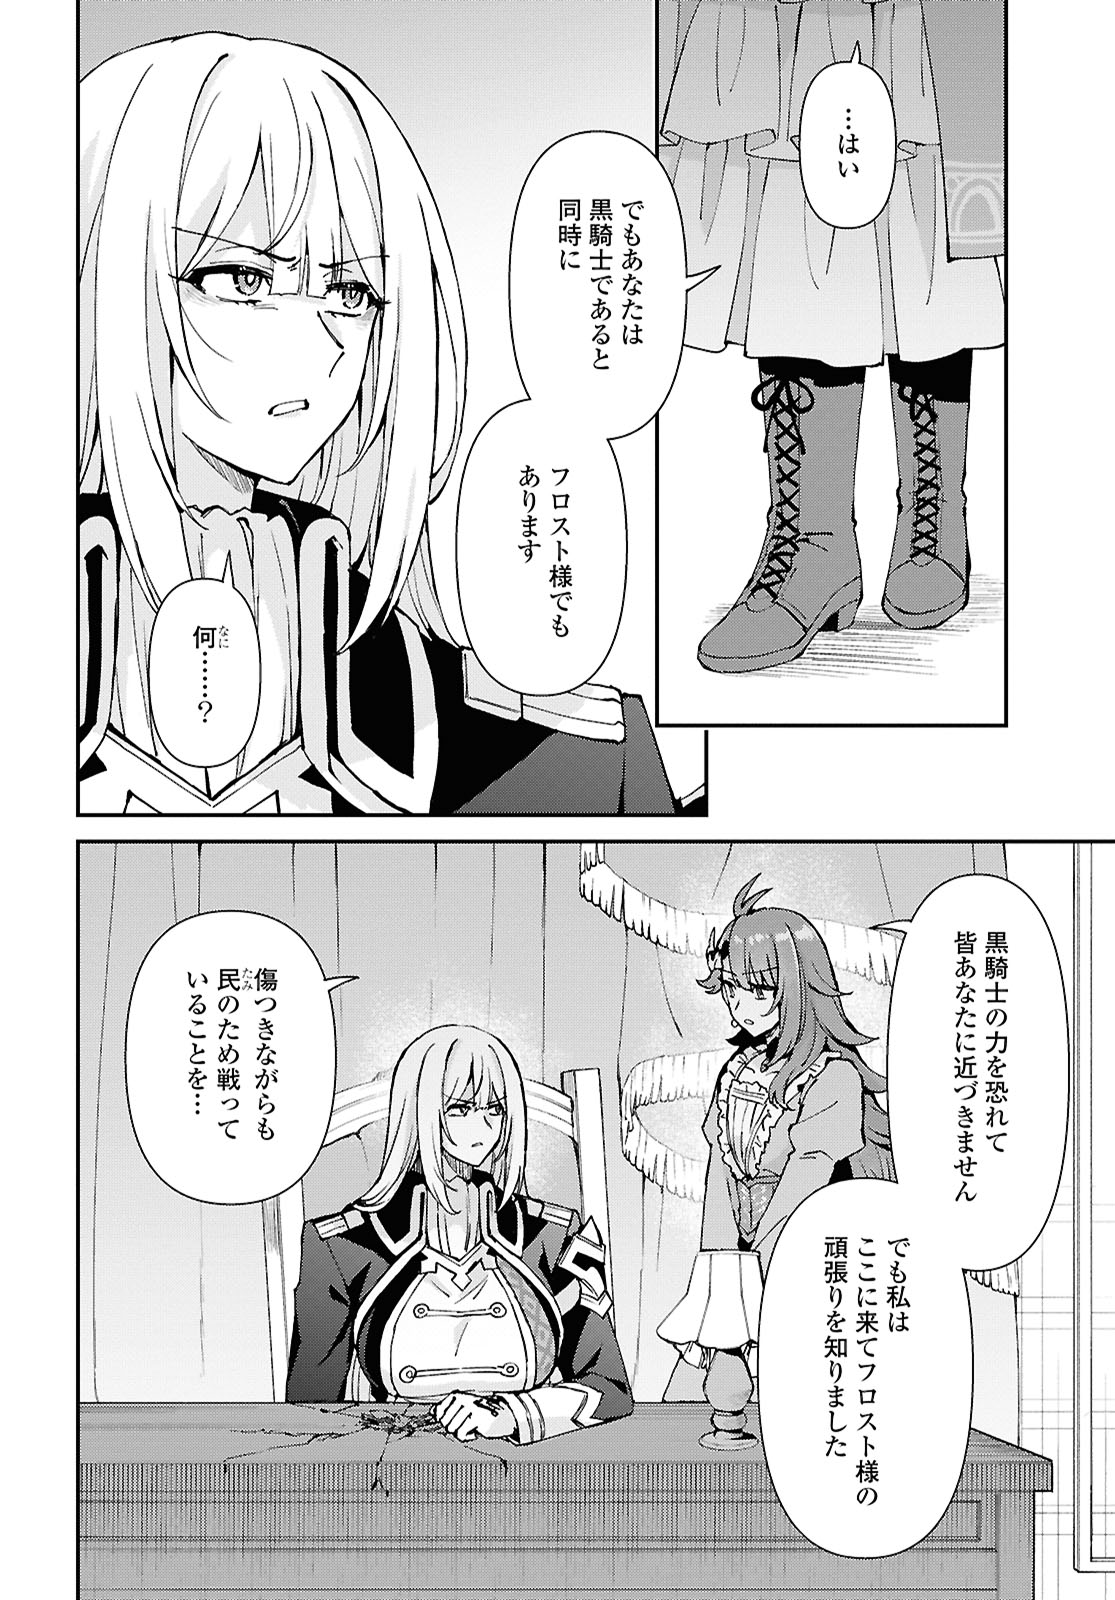 …はい
でもあなたは
黒騎士であると
同時に
フロスト様でも
あります
何……？
なに
黒騎士の力を恐れて
皆あなたに近づきません
でも私は
ここに来てフロスト様の
頑張りを知りました
傷つきながらも
民のため戦って
たみ
いることを…